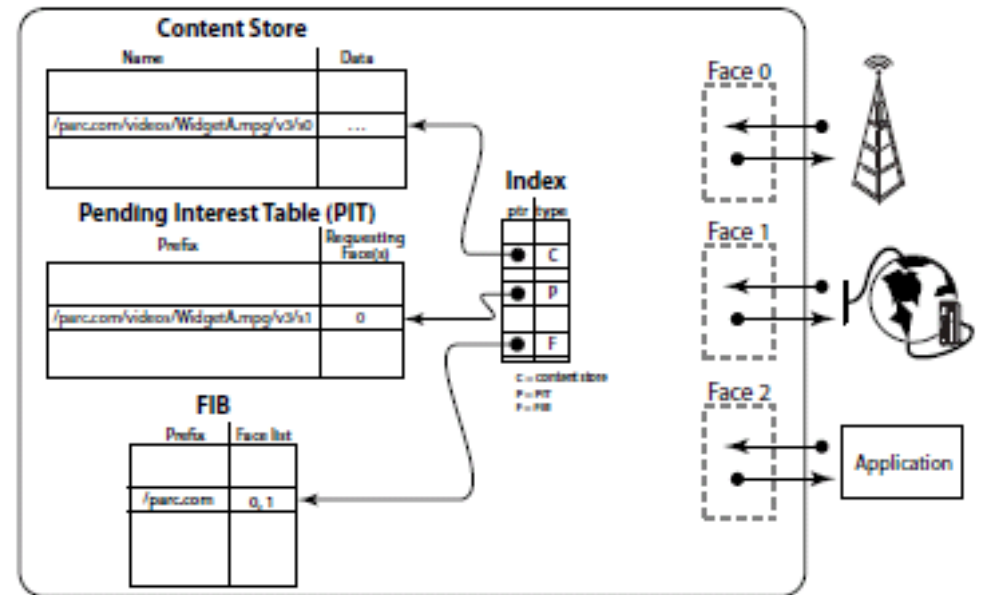 Content Store
Name Data
/parc.com/videos/WidgetA.mpg/v3/s0 ...
Pending Interest Table (PIT)
Prefix Requesting Face(s)
/parc.com/videos/WidgetA.mpg/v3/s1 0
FIB
Prefix Face list
/parc.com 0, 1
Index
ptr type
C
P
F
C = content store
P = PIT
F = FIB
Face 0
Face 1
Face 2
Application